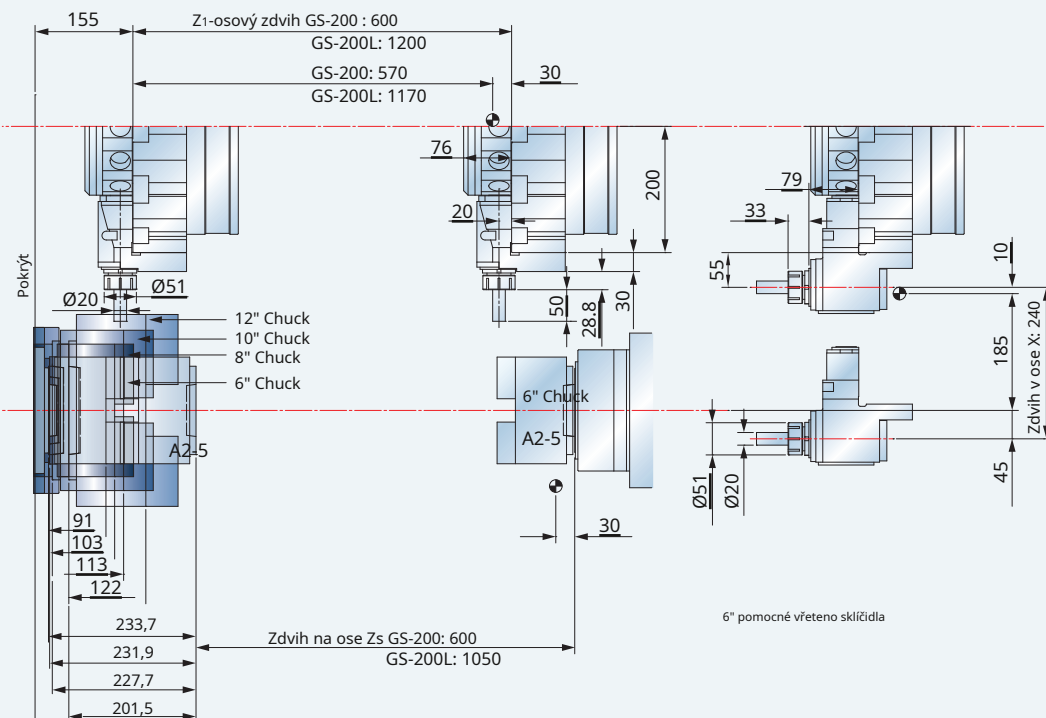 155
Z1-osový zdvih GS-200 : 600
GS-200L: 1200
GS-200: 570
GS-200L: 1170
30
76
20
200
79
33
55
10
Pokrýt
Ø51
Ø20
50
28.8
30
185
Zdvih v ose X: 240
12" Chuck
10" Chuck
8" Chuck
6" Chuck
6" Chuck
A2-5
A2-5
Ø51
Ø20
45
91
103
113
122
30
233,7
231,9
227,7
201,5
Zdvih na ose Zs GS-200: 600
GS-200L: 1050
6" pomocné vřeteno sklíčidla